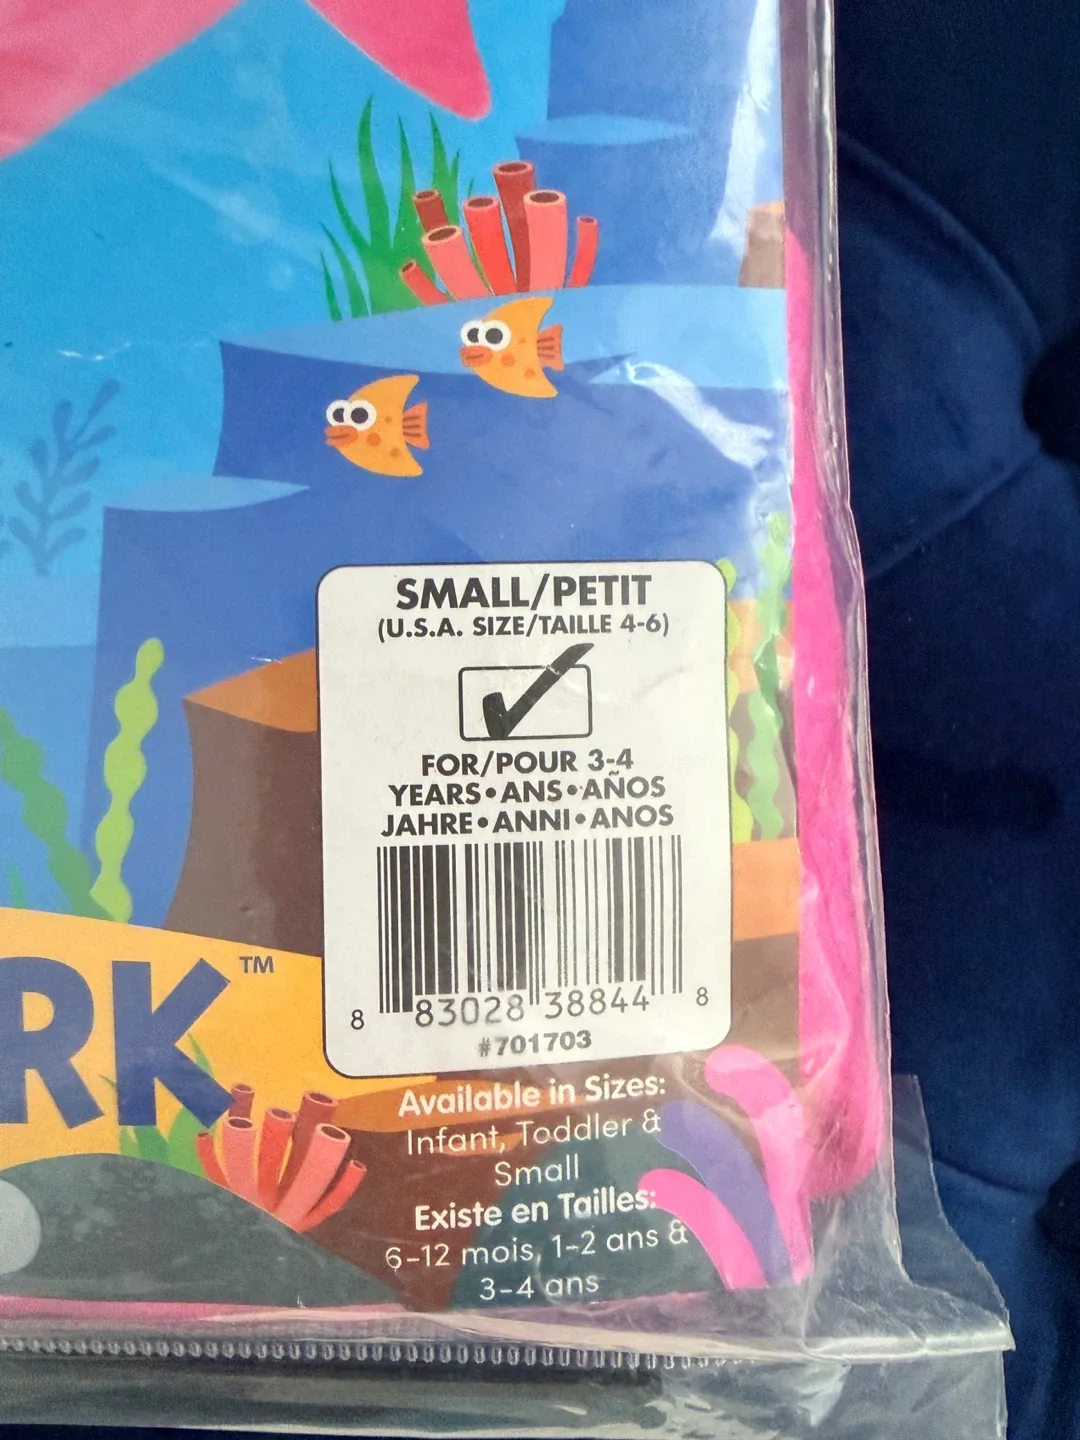 SMALL/PETIT
(U.S.A. SIZE/TAILLE 4-6)
FOR/POUR 3-4
YEARS•ANS•AÑOS
JAHRE•ANNI•ANOS
8 83028 38844 8
#701703
RK™
Available in Sizes:
Infant, Toddler &
Small
Existe en Tailles:
6-12 mois, 1-2 ans &
3-4 ans